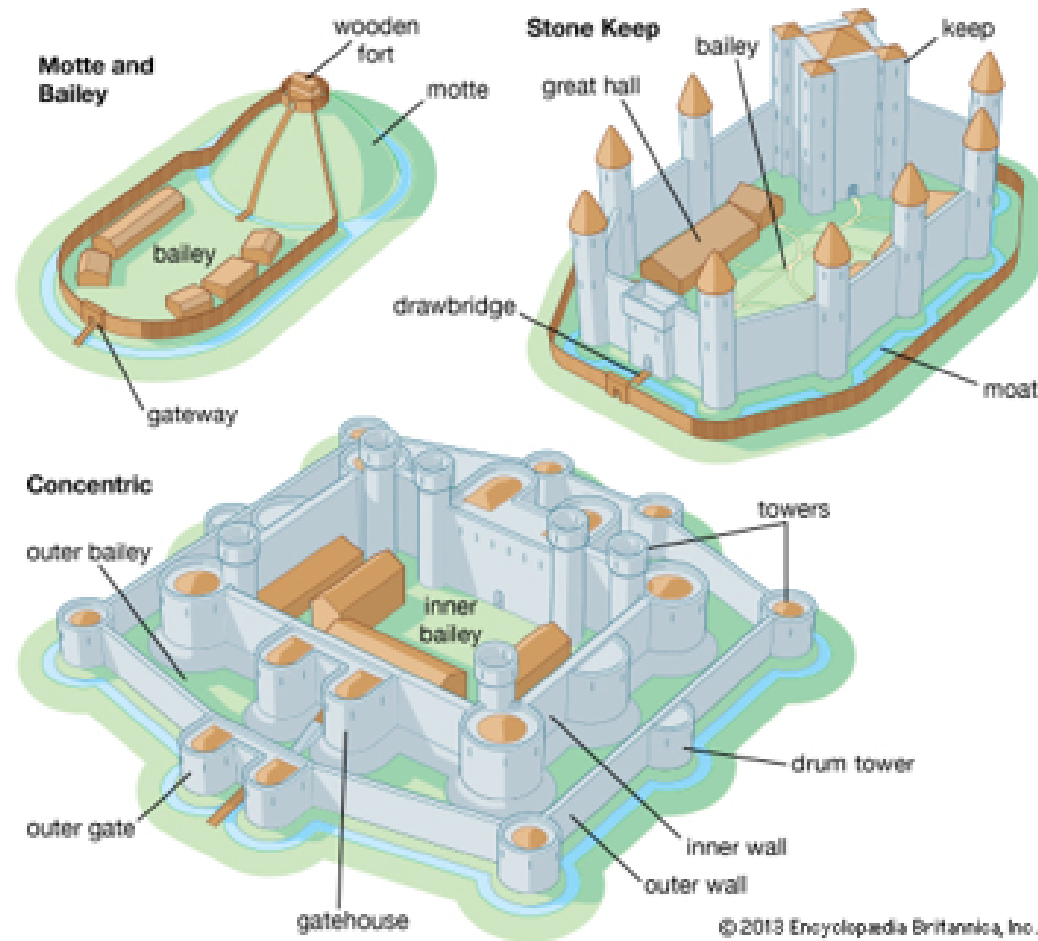 Motte and
Bailey
wooden
fort
motte
bailey
gateway
Stone Keep
bailey
keep
great hall
drawbridge
moat
Concentric
outer bailey
inner
bailey
towers
drum tower
inner wall
outer wall
outer gate
gatehouse
© 2013 Encyclopædia Britannica, Inc.